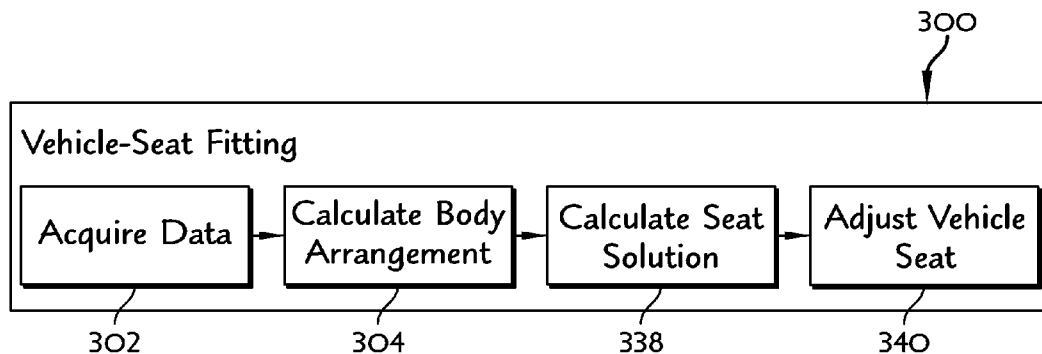 300
Vehicle-Seat Fitting
Acquire Data
Calculate Body
Arrangement
Calculate Seat
Solution
Adjust Vehicle
Seat
302
304
338
340